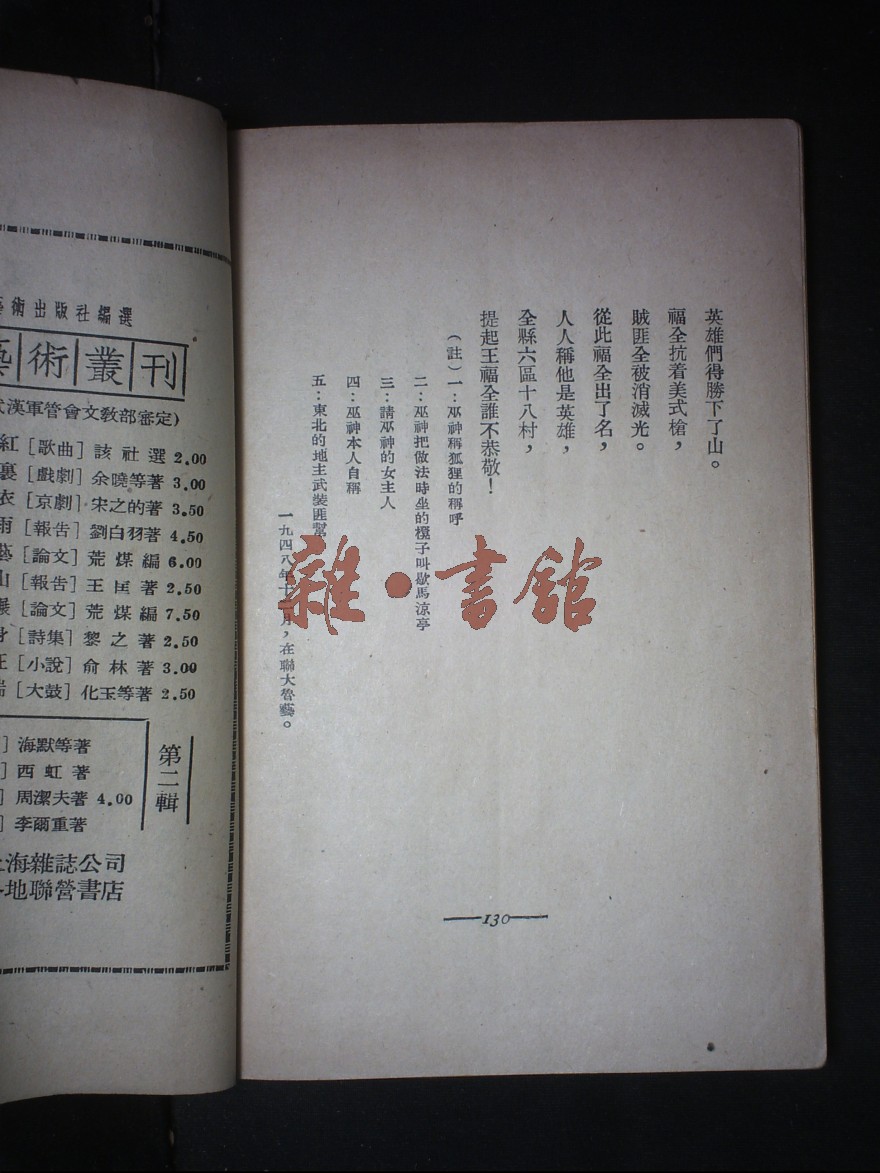 英雄們得勝下了山。
福全抗着美式槍，
賊匪全被消滅光。
從此福全出了名，
人人稱他是英雄，
全縣六區十八村，
提起王福全誰不恭敬！
（註）一：巫神稱狐狸的稱呼
二：巫神把做法時坐的櫈子叫歇馬涼亭
三：請巫神的女主人
四：巫神本人自稱
五：東北的地主武裝匪幫
一九四八年十二月，在聯大魯藝。
130
雜·書館
術出版社編選
藝術叢刊
漢軍管會文教部審定)
紅［歌曲］該社選 2.00
裏［戲劇］余曉等著 3.00
衣［京劇］宋之的著 3.50
雨［報告］劉白羽著 4.50
藝［論文］荒煤編 6.00
山［報告］王匡著 2.50
展［論文］荒煤編 7.50
身［詩集］黎之著 2.50
［小說］俞林著 3.00
［大鼓］化玉等著 2.50
第二輯
］海默等著
］西虹著
］周潔夫著 4.00
］李爾重著
上海雜誌公司
地聯營書店